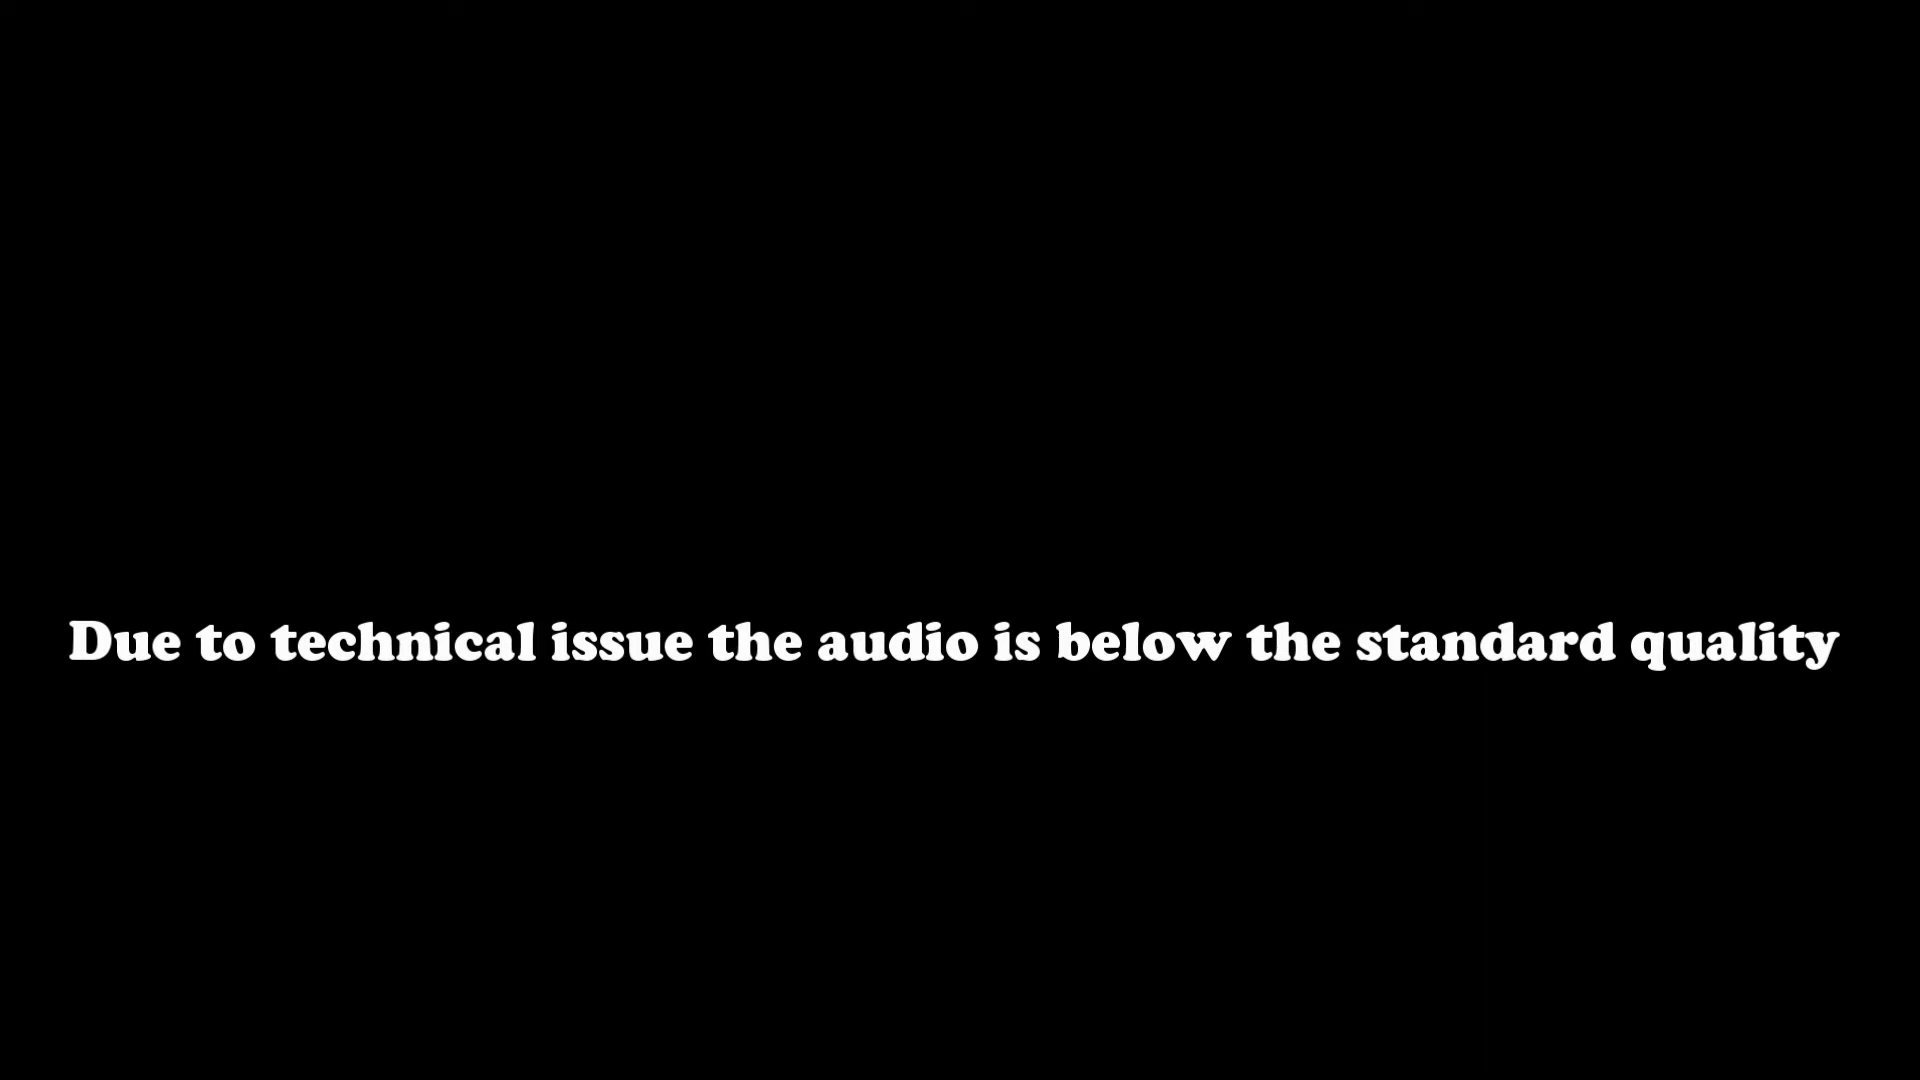 Due to technical issue the audio is below the standard quality